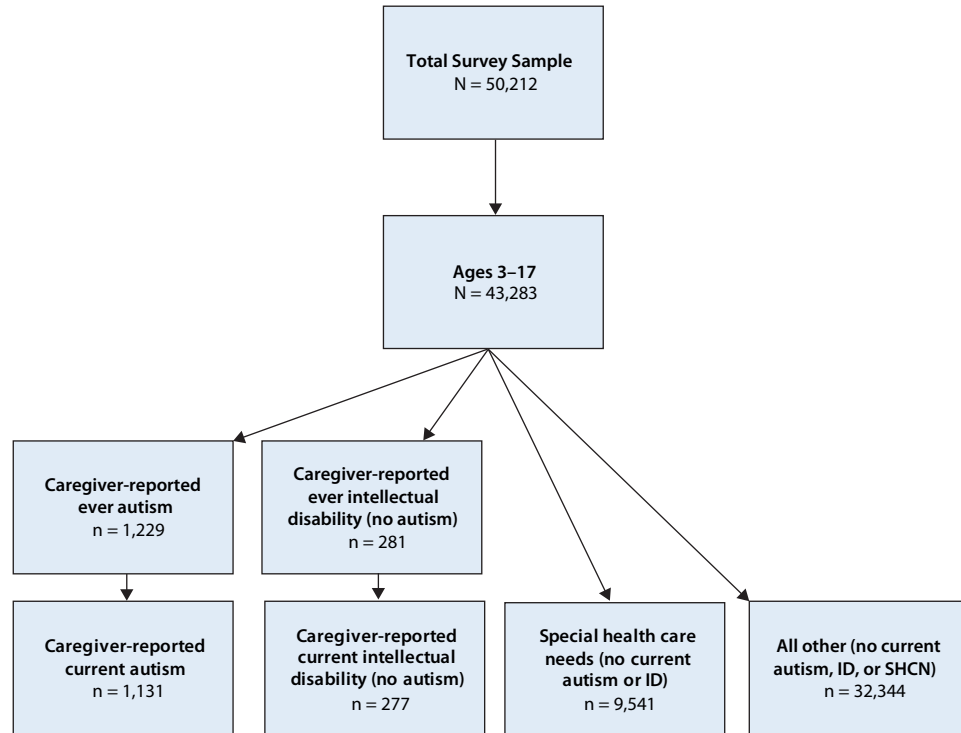 Total Survey Sample
N = 50,212
Ages 3–17
N = 43,283
Caregiver-reported
ever autism
n = 1,229
Caregiver-reported
ever intellectual
disability (no autism)
n = 281
Caregiver-reported
current autism
n = 1,131
Caregiver-reported
current intellectual
disability (no autism)
n = 277
Special health care
needs (no current
autism or ID)
n = 9,541
All other (no current
autism, ID, or SHCN)
n = 32,344